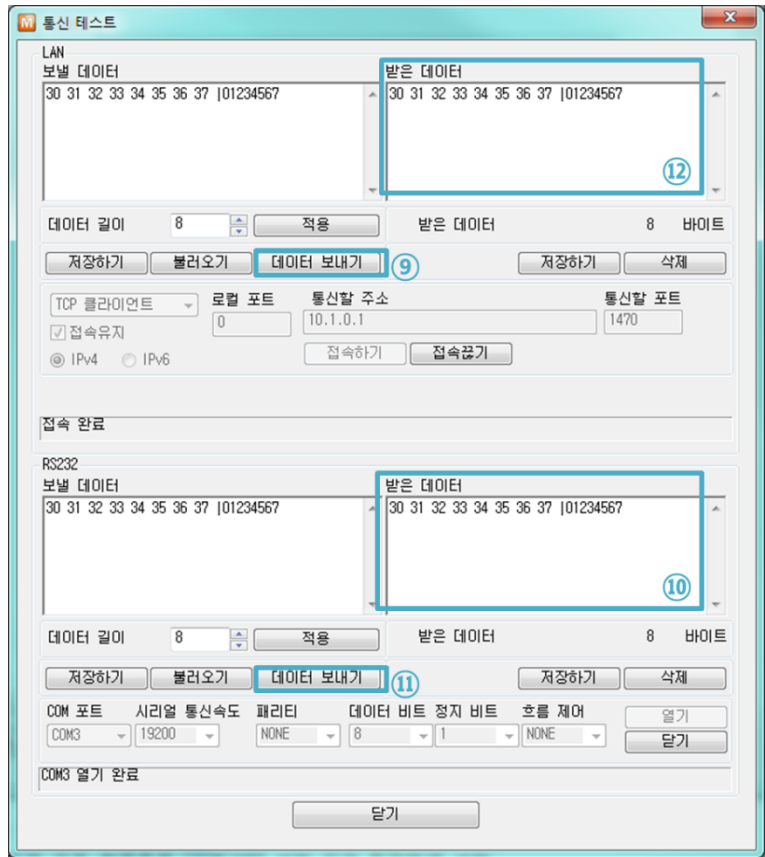 M 통신 테스트
LAN
보낼 데이터 받은 데이터
30 31 32 33 34 35 36 37 |01234567 30 31 32 33 34 35 36 37 |01234567
⑫
데이터 길이 8 적용 받은 데이터 8 바이트
저장하기 불러오기 데이터 보내기 ⑨ 저장하기 삭제
TCP 클라이언트 로컬 포트 통신할 주소 통신할 포트
0 10.1.0.1 1470
접속유지
IPv4 IPv6 접속하기 접속끊기
접속 완료
RS232
보낼 데이터 받은 데이터
30 31 32 33 34 35 36 37 |01234567 30 31 32 33 34 35 36 37 |01234567
⑩
데이터 길이 8 적용 받은 데이터 8 바이트
저장하기 불러오기 데이터 보내기 ⑪ 저장하기 삭제
COM 포트 시리얼 통신속도 패리티 데이터 비트 정지 비트 흐름 제어 열기
COM3 19200 NONE 8 1 NONE 닫기
COM3 열기 완료
닫기